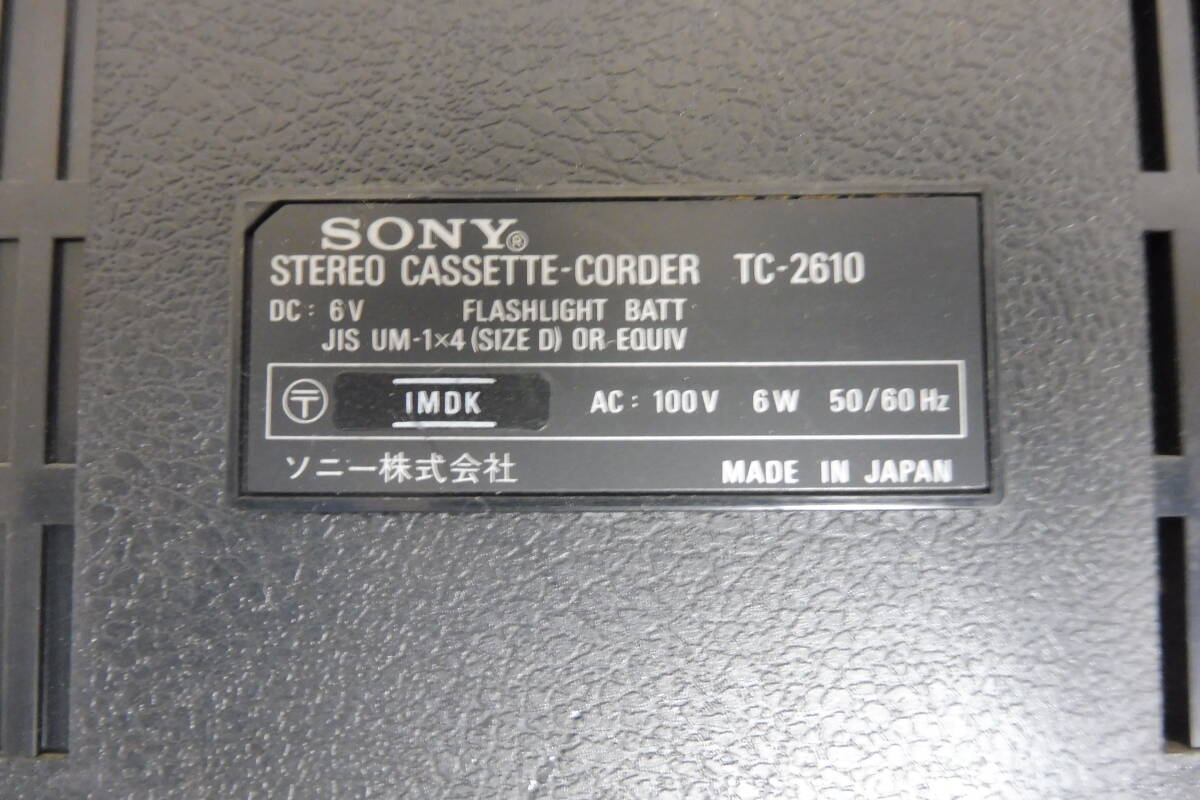 SONY®
STEREO CASSETTE-CORDER TC-2610
DC: 6V FLASHLIGHT BATT
JIS UM-1×4 (SIZE D) OR EQUIV
〒 IMDK AC: 100V 6W 50/60Hz
ソニー株式会社 MADE IN JAPAN